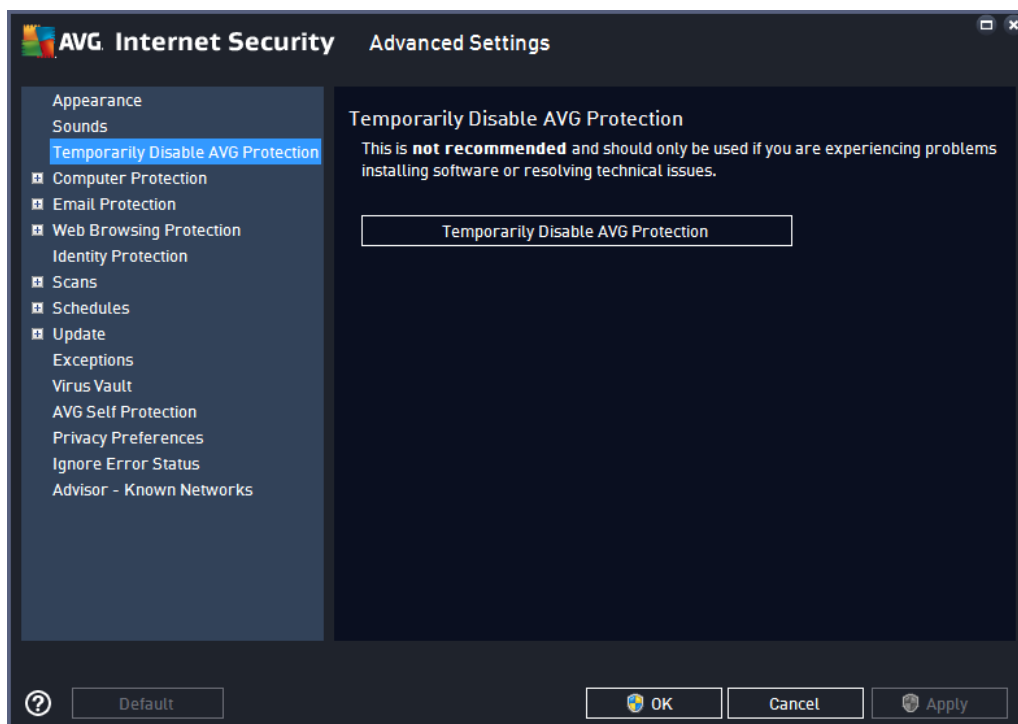 AVG. Internet Security Advanced Settings
Appearance
Sounds
Temporarily Disable AVG Protection
Computer Protection
Email Protection
Web Browsing Protection
Identity Protection
Scans
Schedules
Update
Exceptions
Virus Vault
AVG Self Protection
Privacy Preferences
Ignore Error Status
Advisor - Known Networks
Temporarily Disable AVG Protection
This is not recommended and should only be used if you are experiencing problems
installing software or resolving technical issues.
Temporarily Disable AVG Protection
Default
OK
Cancel
Apply